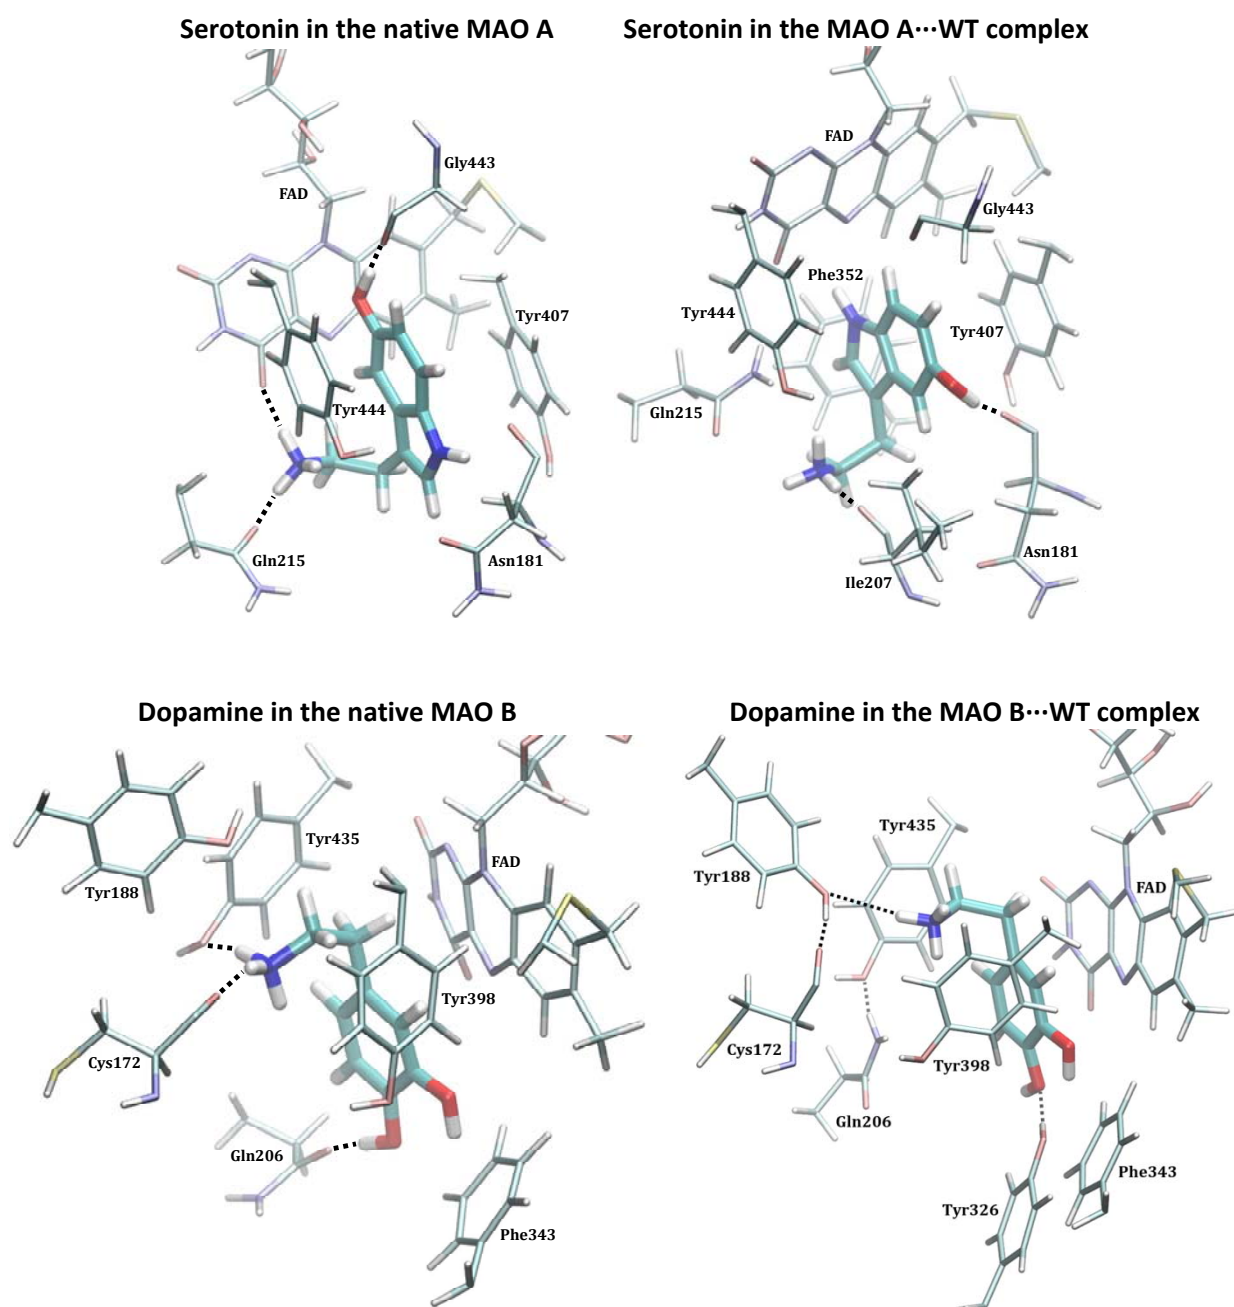 Serotonin in the native MAO A
Serotonin in the MAO A···WT complex
Gly443
FAD
Tyr407
Tyr444
Gln215
Asn181
FAD
Gly443
Phe352
Tyr444
Tyr407
Gln215
Asn181
Ile207
Dopamine in the native MAO B
Dopamine in the MAO B···WT complex
Tyr435
FAD
Tyr188
Tyr398
Cys172
Gln206
Phe343
Tyr435
Tyr188
FAD
Cys172
Tyr398
Gln206
Phe343
Tyr326